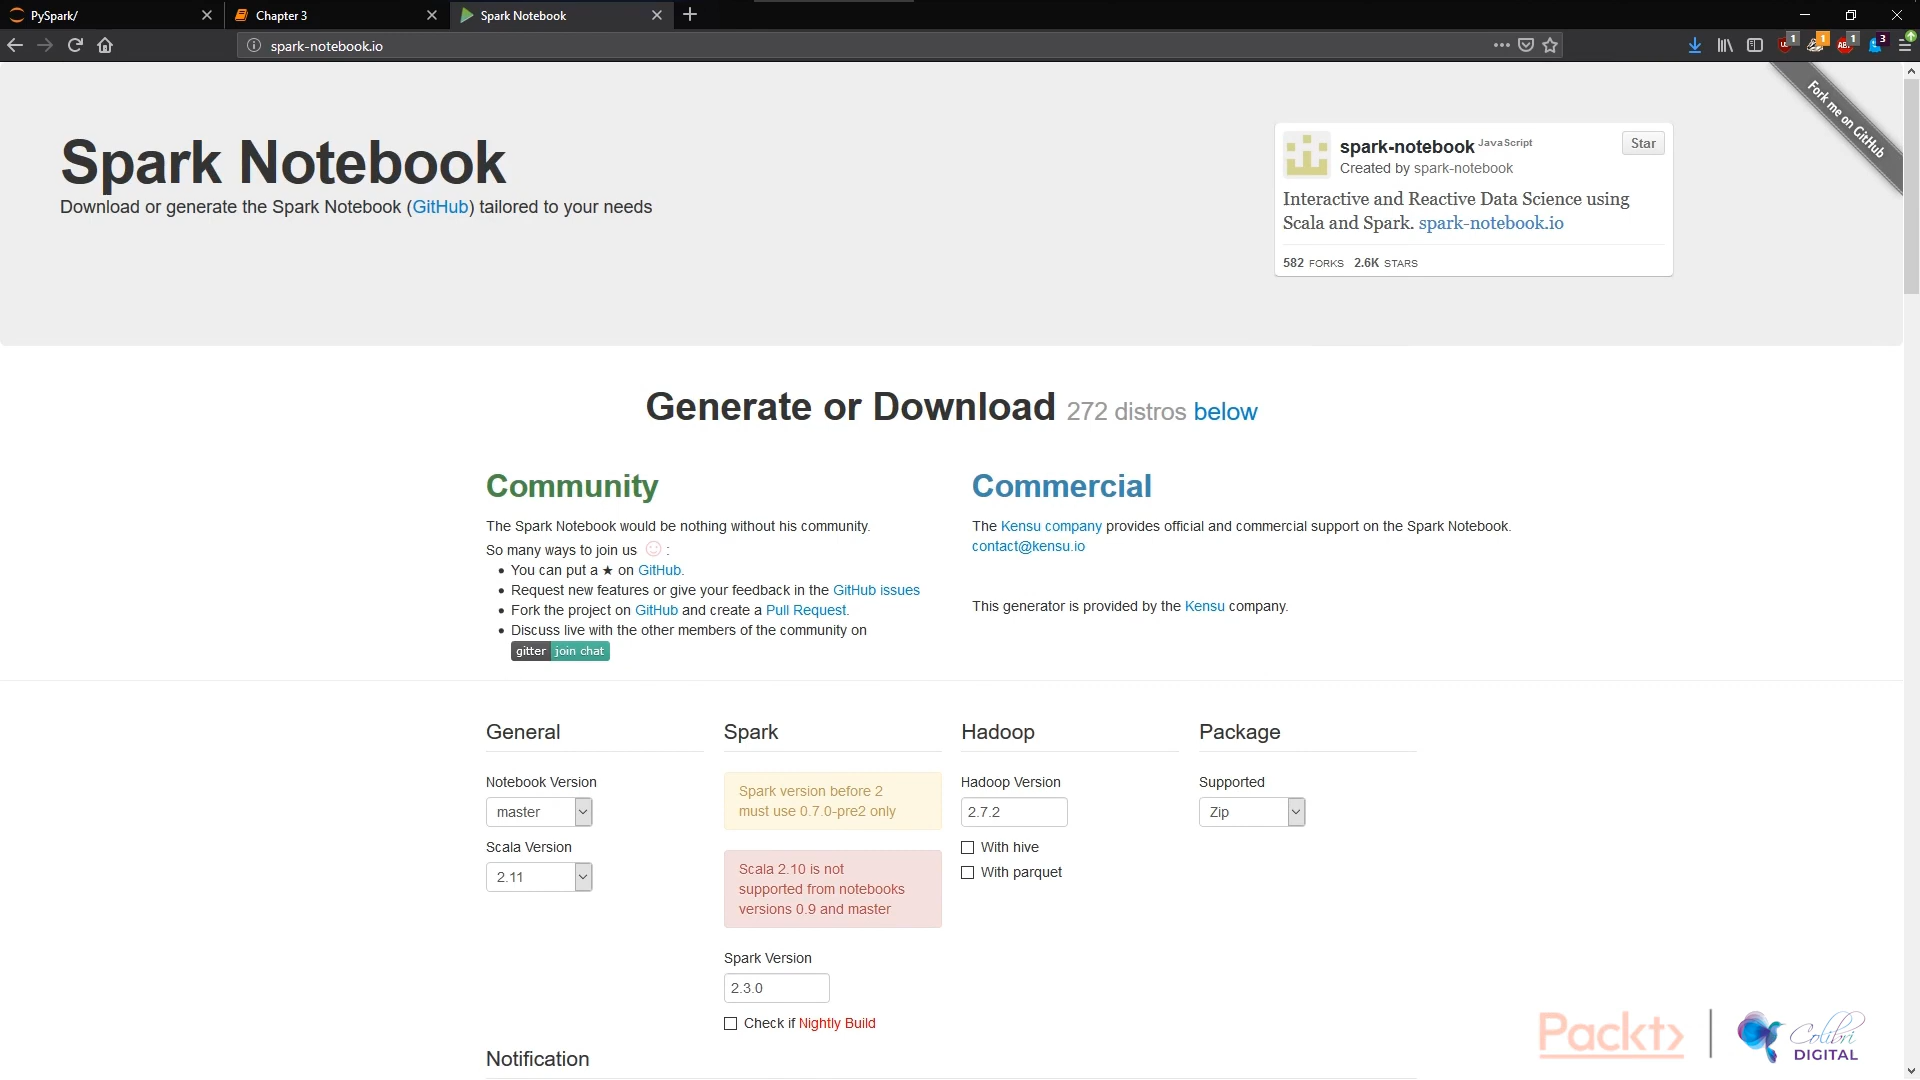 PySpark/
Chapter 3
Spark Notebook
spark-notebook.io
1
1
1
3
Fork me on GitHub
Spark Notebook
Download or generate the Spark Notebook (GitHub) tailored to your needs
spark-notebook JavaScript
Star
Created by spark-notebook
Interactive and Reactive Data Science using
Scala and Spark. spark-notebook.io
582 FORKS 2.6K STARS
Generate or Download 272 distros below
Community
The Spark Notebook would be nothing without his community.
So many ways to join us :
• You can put a ★ on GitHub.
• Request new features or give your feedback in the GitHub issues
• Fork the project on GitHub and create a Pull Request.
• Discuss live with the other members of the community on
gitter join chat
Commercial
The Kensu company provides official and commercial support on the Spark Notebook.
contact@kensu.io
This generator is provided by the Kensu company.
General
Notebook Version
master
Scala Version
2.11
Spark
Spark version before 2
must use 0.7.0-pre2 only
Scala 2.10 is not
supported from notebooks
versions 0.9 and master
Spark Version
2.3.0
Check if Nightly Build
Hadoop
Hadoop Version
2.7.2
With hive
With parquet
Package
Supported
Zip
Notification
Packt>
Colibri
DIGITAL